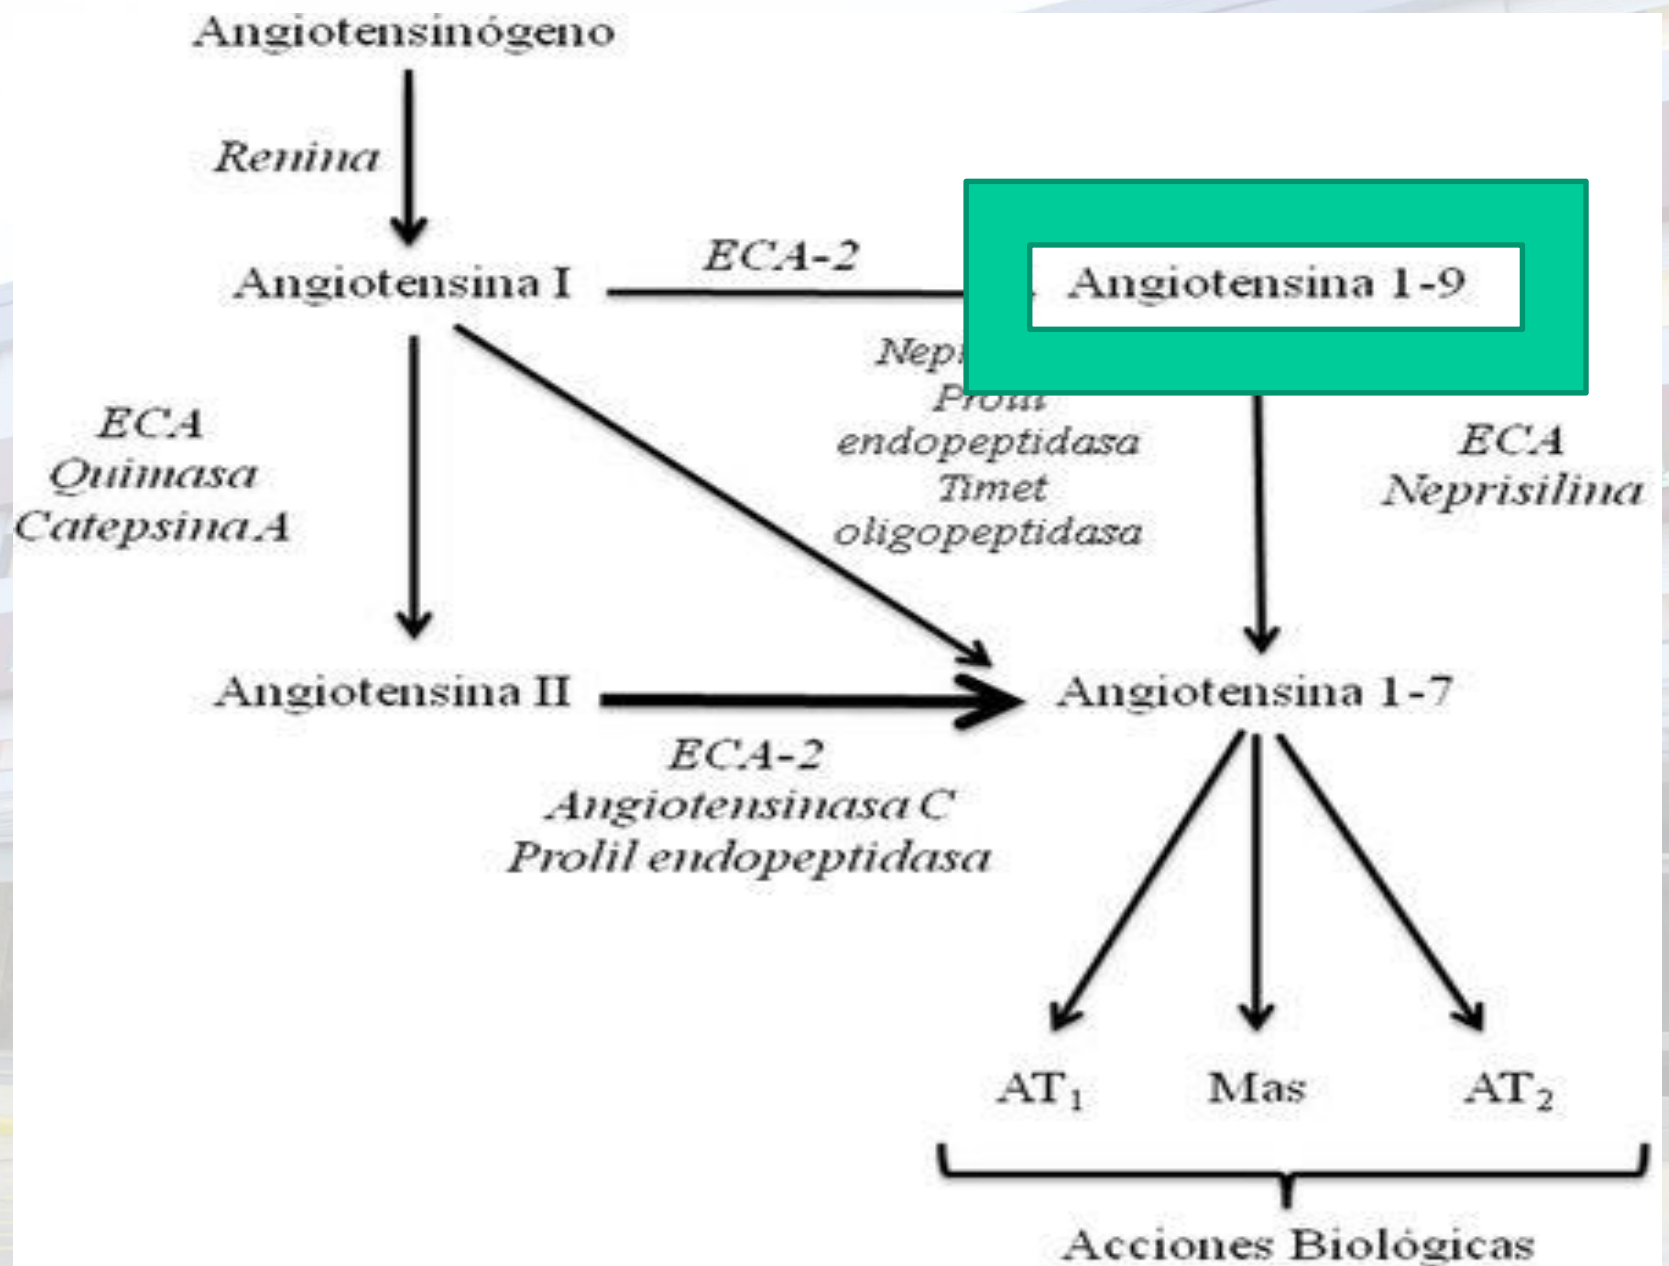 Angiotensinógeno
Renina
Angiotensina I
ECA-2
Angiotensina 1-9
ECA
Quimasa
Catepsina A
endopeptidasa
Timet
oligopeptidasa
ECA
Neprisilina
Angiotensina II
Angiotensina 1-7
ECA-2
Angiotensinasa C
Prolil endopeptidasa
AT₁
Mas
AT₂
Acciones Biológicas